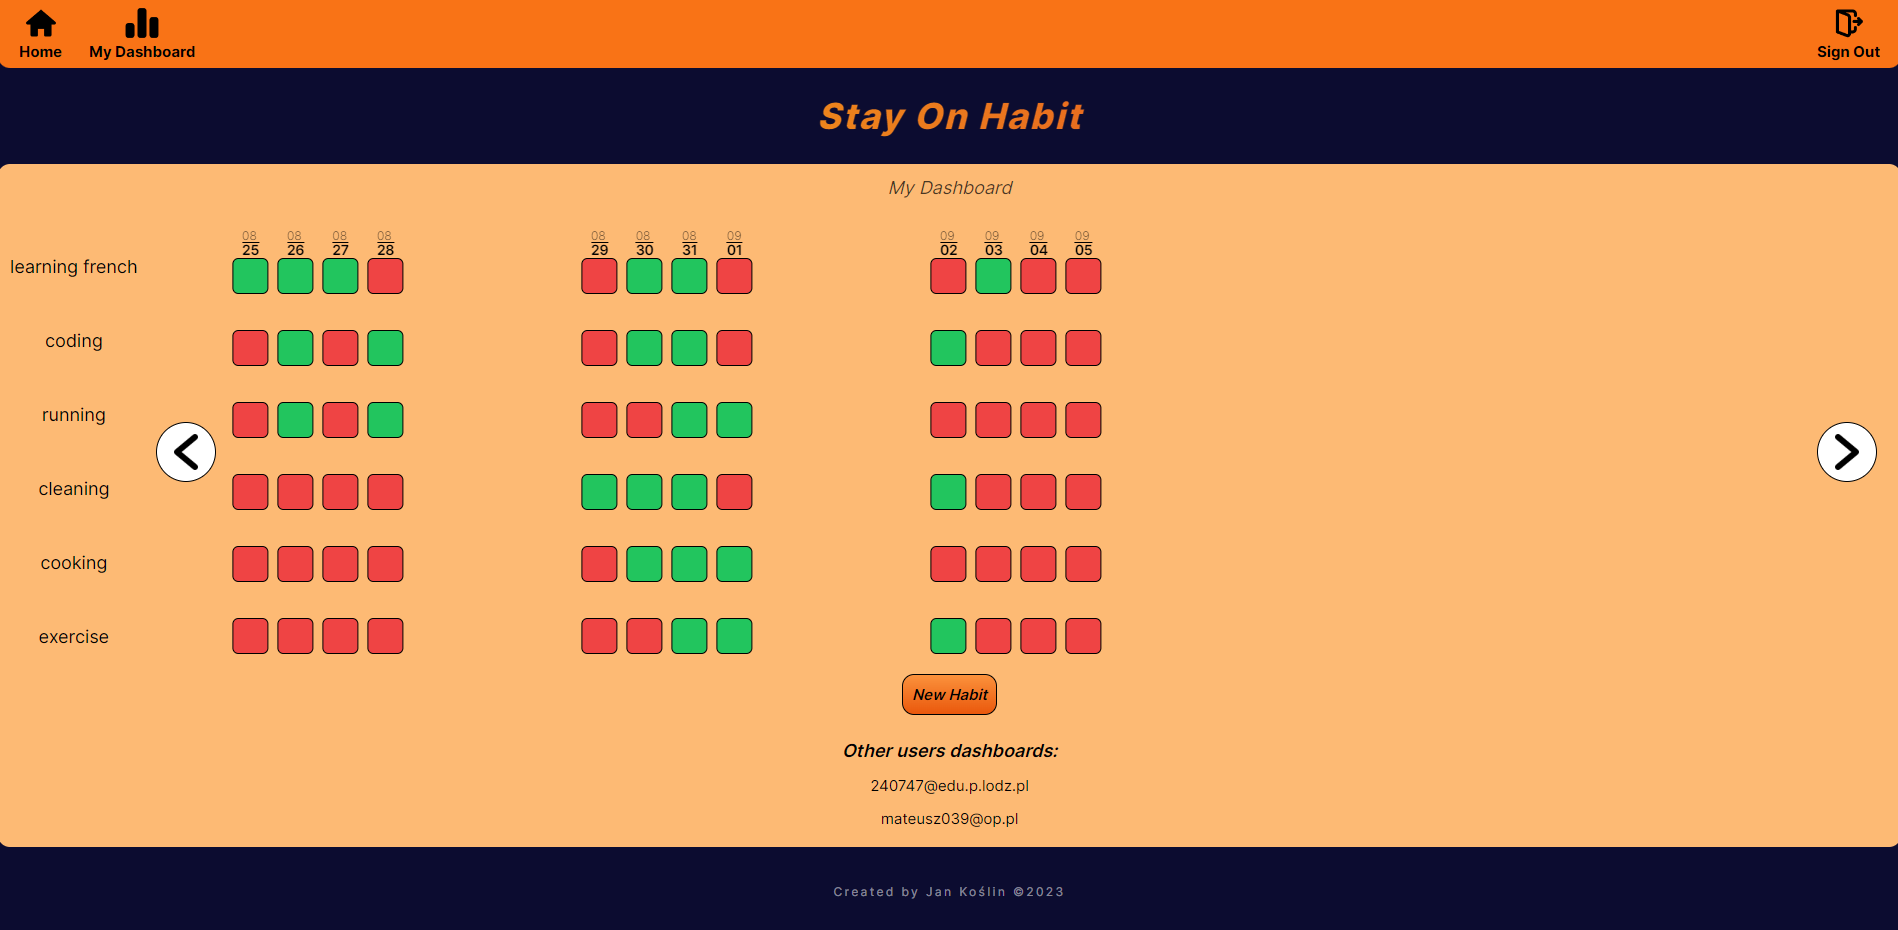 Home
My Dashboard
Sign Out
Stay On Habit
My Dashboard
08 08 08 08 08 08 08 09 09 09 09 09
25 26 27 28 29 30 31 01 02 03 04 05
learning french
coding
running
cleaning
cooking
exercise
New Habit
Other users dashboards:
240747@edu.p.lodz.pl
mateusz039@op.pl
Created by Jan Koślin ©2023